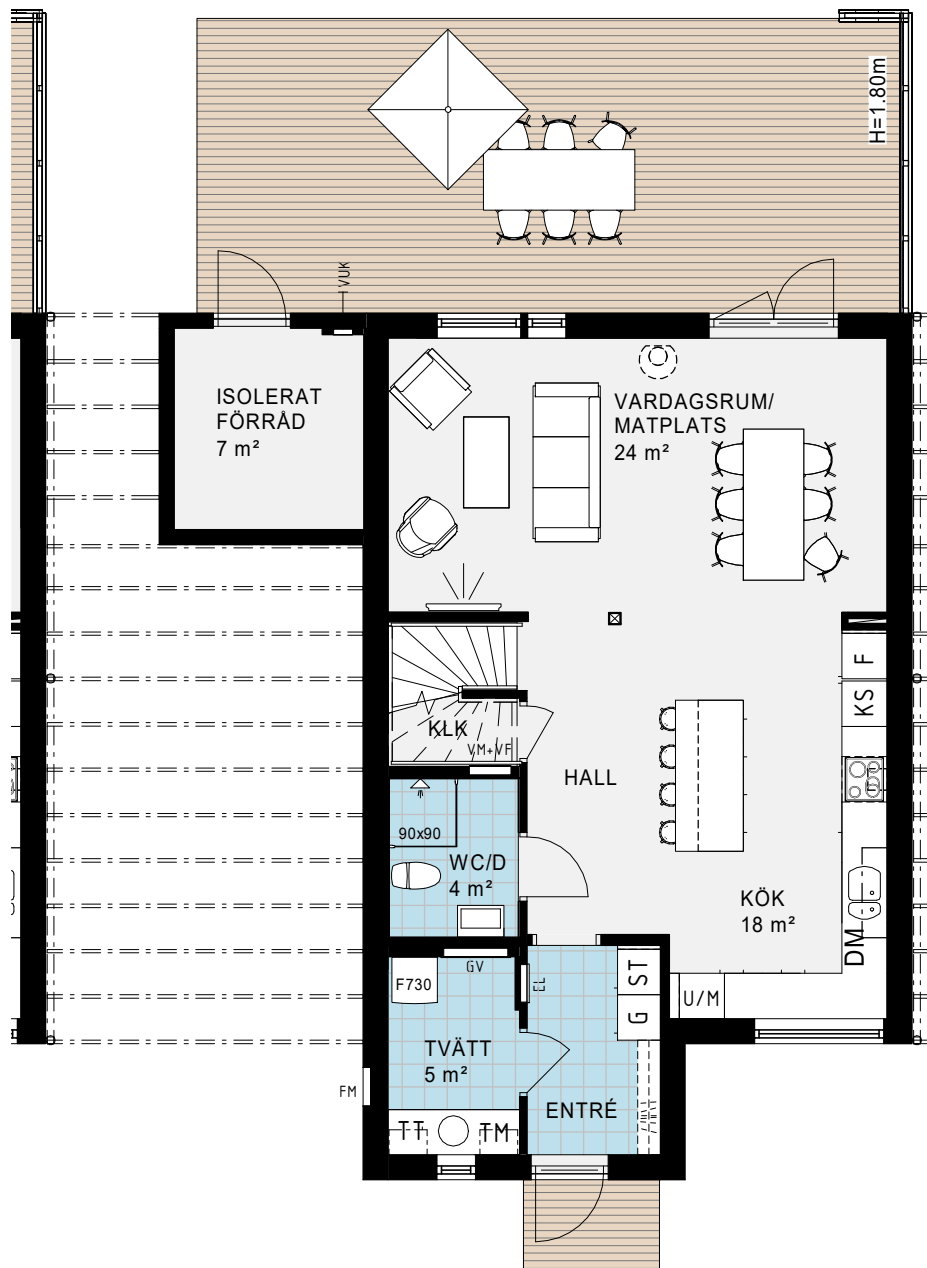 H=1.80m
VUK
ISOLERAT
FÖRRÅD
7 m²
VARDAGSRUM/
MATPLATS
24 m²
F
KS
KLK
VM+VF
HALL
90x90
WC/D
4 m²
KÖK
18 m²
DM
GV
F730
EL
ST
G
U/M
TVÄTT
5 m²
FM
ENTRÉ
TT
TM